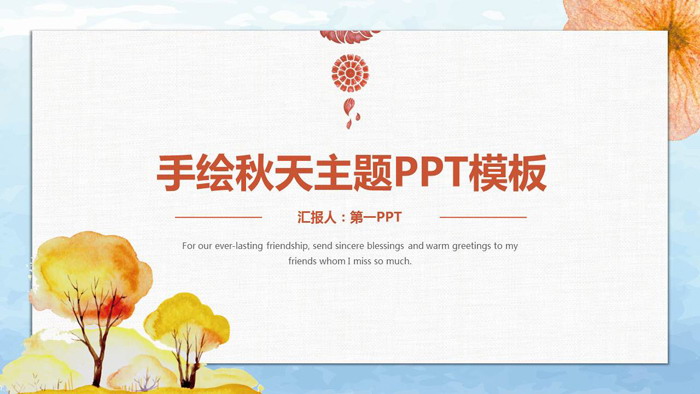 手绘秋天主题PPT模板
汇报人：第一PPT
For our ever-lasting friendship, send sincere blessings and warm greetings to my
friends whom I miss so much.